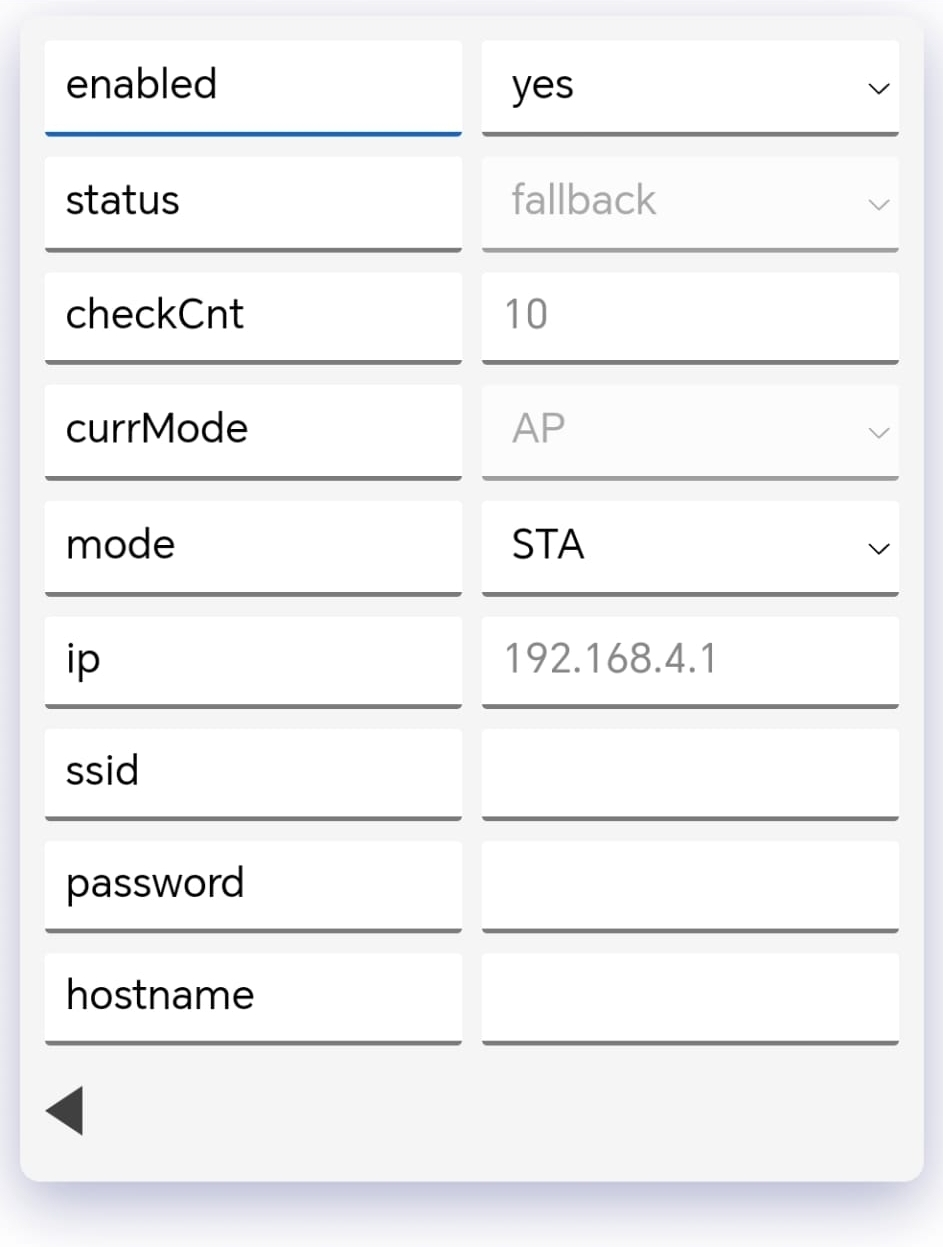 enabled yes
status fallback
checkCnt 10
currMode AP
mode STA
ip 192.168.4.1
ssid
password
hostname